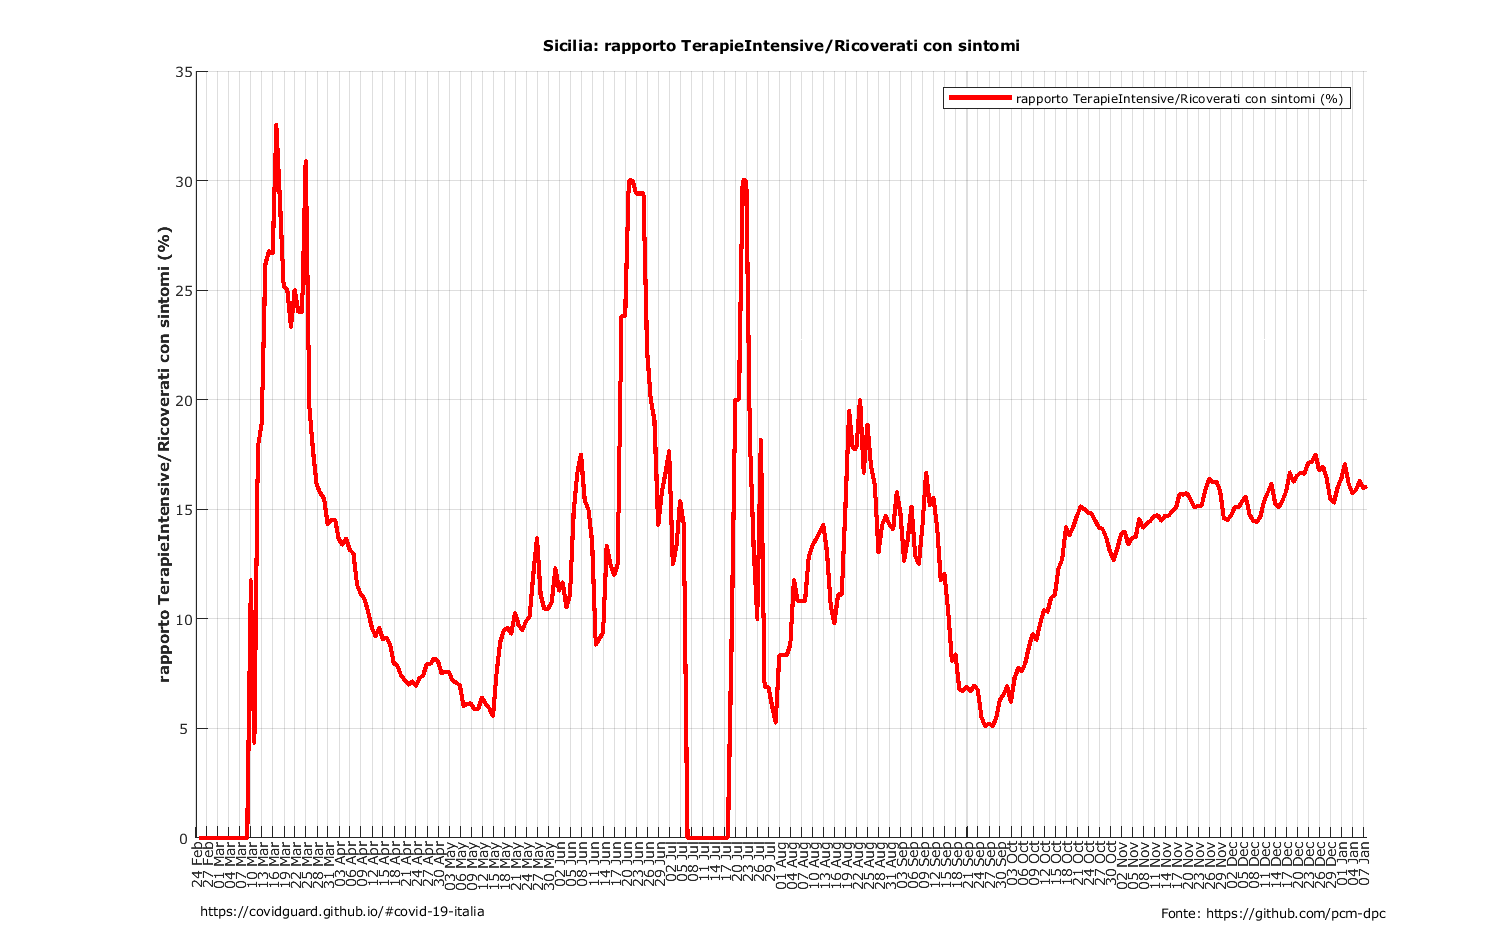 Sicilia: rapporto TerapieIntensive/Ricoverati con sintomi
rapporto TerapieIntensive/Ricoverati con sintomi (%)
rapporto TerapieIntensive/Ricoverati con sintomi (%)
35
30
25
20
15
10
5
0
24 Feb
27 Feb
01 Mar
04 Mar
07 Mar
10 Mar
13 Mar
16 Mar
19 Mar
22 Mar
25 Mar
28 Mar
31 Mar
03 Apr
06 Apr
09 Apr
12 Apr
15 Apr
18 Apr
21 Apr
24 Apr
27 Apr
30 Apr
03 May
06 May
09 May
12 May
15 May
18 May
21 May
24 May
27 May
30 May
02 Jun
05 Jun
08 Jun
11 Jun
14 Jun
17 Jun
20 Jun
23 Jun
26 Jun
29 Jun
02 Jul
05 Jul
08 Jul
11 Jul
14 Jul
17 Jul
20 Jul
23 Jul
26 Jul
29 Jul
01 Aug
04 Aug
07 Aug
10 Aug
13 Aug
16 Aug
19 Aug
22 Aug
25 Aug
28 Aug
31 Aug
03 Sep
06 Sep
09 Sep
12 Sep
15 Sep
18 Sep
21 Sep
24 Sep
27 Sep
30 Sep
03 Oct
06 Oct
09 Oct
12 Oct
15 Oct
18 Oct
21 Oct
24 Oct
27 Oct
30 Oct
02 Nov
05 Nov
08 Nov
11 Nov
14 Nov
17 Nov
20 Nov
23 Nov
26 Nov
29 Nov
02 Dec
05 Dec
08 Dec
11 Dec
14 Dec
17 Dec
20 Dec
23 Dec
26 Dec
29 Dec
01 Jan
04 Jan
07 Jan
https://covidguard.github.io/#covid-19-italia
Fonte: https://github.com/pcm-dpc